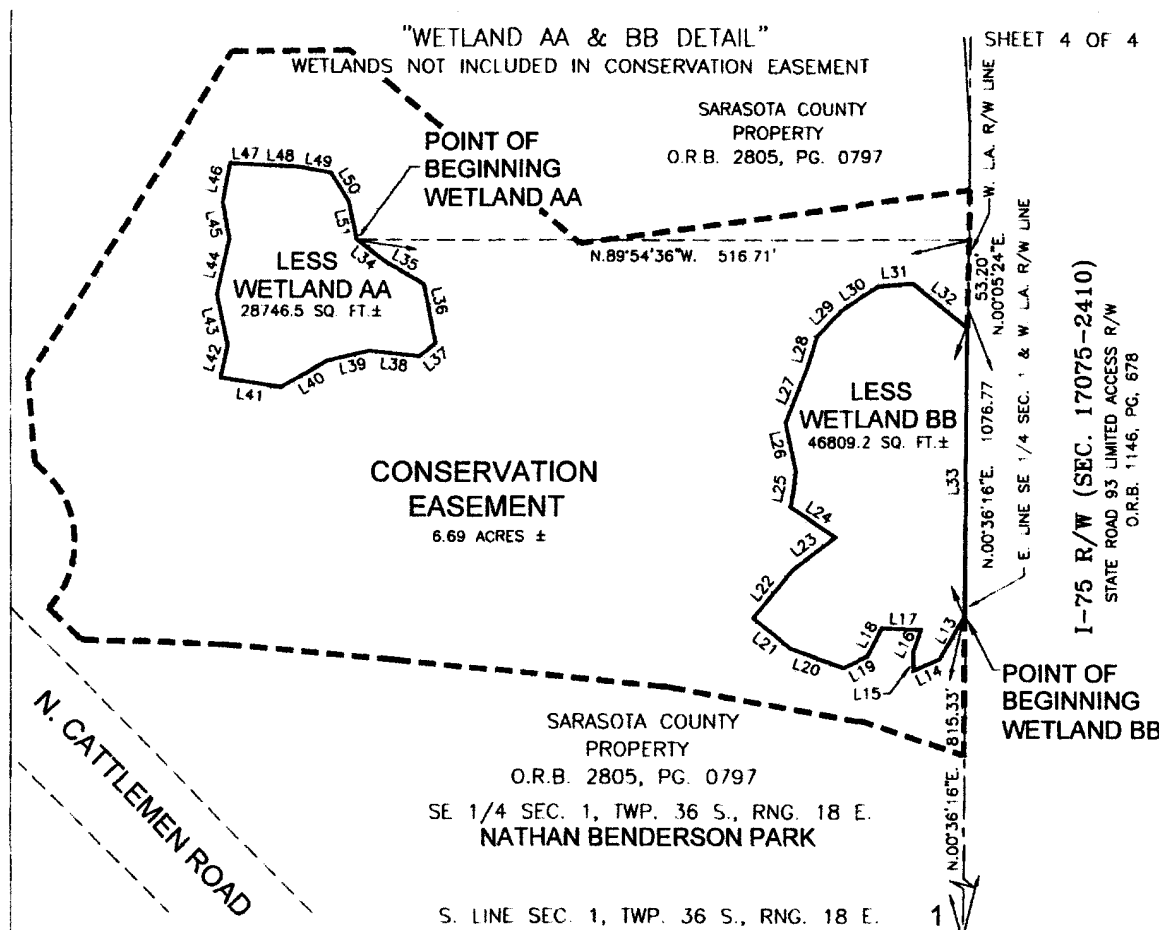 "WETLAND AA & BB DETAIL"
SHEET 4 OF 4
WETLANDS NOT INCLUDED IN CONSERVATION EASEMENT
SARASOTA COUNTY
PROPERTY
O.R.B. 2805, PG. 0797
POINT OF
BEGINNING
WETLAND AA
W. L.A. R/W LINE
L47
L48
L49
L50
L51
L46
L45
L44
L43
L42
L41
L40
L39
L38
L37
L36
L35
L34
LESS
WETLAND AA
28746.5 SQ. FT.±
N.89°54'36"W. 516.71'
53.20'
N.00°05'24"E.
L31
L32
L30
L29
L28
L27
L26
L25
L24
L23
L22
L21
L20
L19
L18
L17
L16
L15
L14
L13
L33
LESS
WETLAND BB
46809.2 SQ. FT.±
N.00°36'16"E. 1076.77
E. LINE SE 1/4 SEC. 1 & W. L.A. R/W LINE
I-75 R/W (SEC. 17075-2410)
STATE ROAD 93 LIMITED ACCESS R/W
O.R.B. 1146, PG. 678
CONSERVATION
EASEMENT
6.69 ACRES ±
POINT OF
BEGINNING
WETLAND BB
N.00°36'16"E. 815.33'
SARASOTA COUNTY
PROPERTY
O.R.B. 2805, PG. 0797
SE 1/4 SEC. 1, TWP. 36 S., RNG. 18 E.
NATHAN BENDERSON PARK
N. CATTLEMEN ROAD
S. LINE SEC. 1, TWP. 36 S., RNG. 18 E.
1